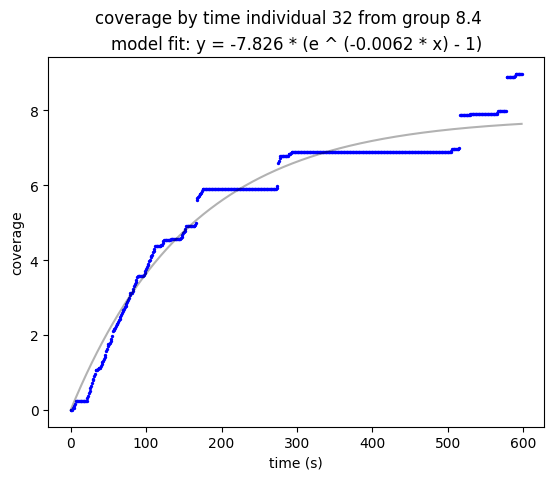 coverage by time individual 32 from group 8.4
model fit: y = -7.826 * (e ^ (-0.0062 * x) - 1)
8
6
4
2
0
coverage
0 100 200 300 400 500 600
time (s)